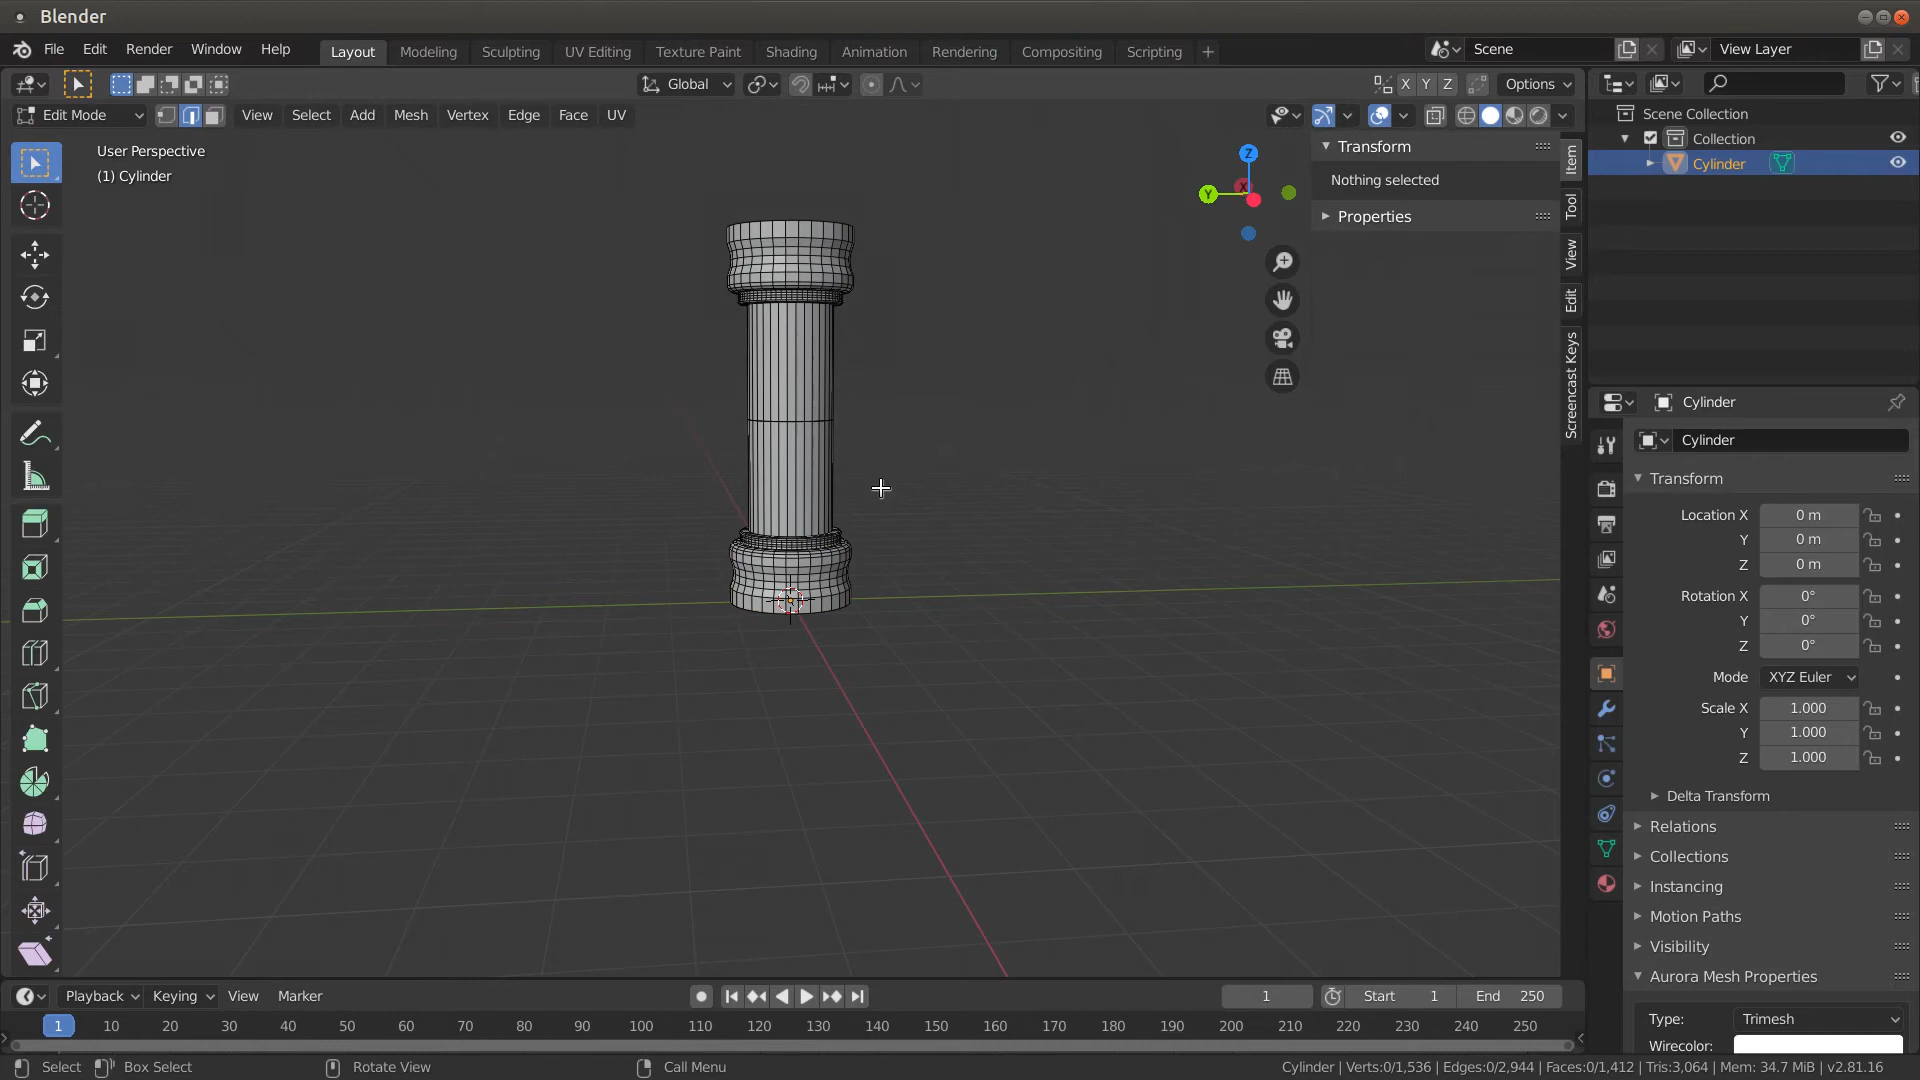 Blender
File Edit Render Window Help Layout Modeling Sculpting UV Editing Texture Paint Shading Animation Rendering Compositing Scripting + Scene View Layer
Global X Y Z Options
Edit Mode View Select Add Mesh Vertex Edge Face UV
User Perspective
(1) Cylinder
Z
Y
X
Transform
Nothing selected
Properties
Item
Tool
View
Edit
Screencast Keys
Scene Collection
Collection
Cylinder
Cylinder
Cylinder
Transform
Location X 0 m
Y 0 m
Z 0 m
Rotation X 0°
Y 0°
Z 0°
Mode XYZ Euler
Scale X 1.000
Y 1.000
Z 1.000
Delta Transform
Relations
Collections
Instancing
Motion Paths
Visibility
Aurora Mesh Properties
Type: Trimesh
Wirecolor:
Playback Keying View Marker 1 Start 1 End 250
1 10 20 30 40 50 60 70 80 90 100 110 120 130 140 150 160 170 180 190 200 210 220 230 240 250
Select Box Select Rotate View Call Menu Cylinder | Verts:0/1,536 | Edges:0/2,944 | Faces:0/1,412 | Tris:3,064 | Mem: 34.7 MiB | v2.81.16